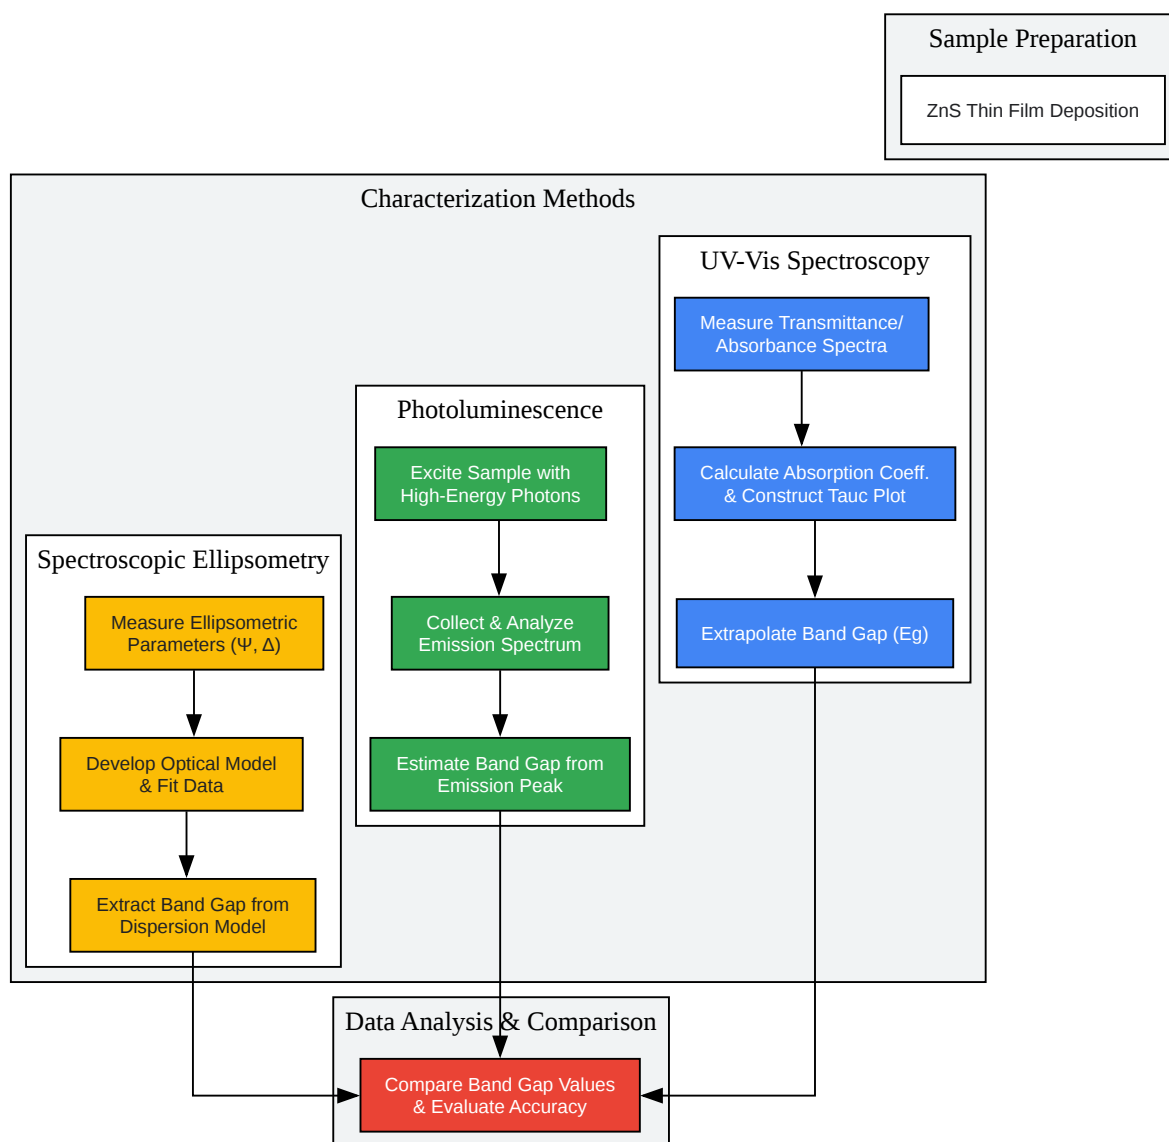 Sample Preparation
ZnS Thin Film Deposition
Characterization Methods
UV-Vis Spectroscopy
Measure Transmittance/
Absorbance Spectra
Calculate Absorption Coeff.
& Construct Tauc Plot
Extrapolate Band Gap (Eg)
Photoluminescence
Excite Sample with
High-Energy Photons
Collect & Analyze
Emission Spectrum
Estimate Band Gap from
Emission Peak
Spectroscopic Ellipsometry
Measure Ellipsometric
Parameters (Ψ, Δ)
Develop Optical Model
& Fit Data
Extract Band Gap from
Dispersion Model
Data Analysis & Comparison
Compare Band Gap Values
& Evaluate Accuracy